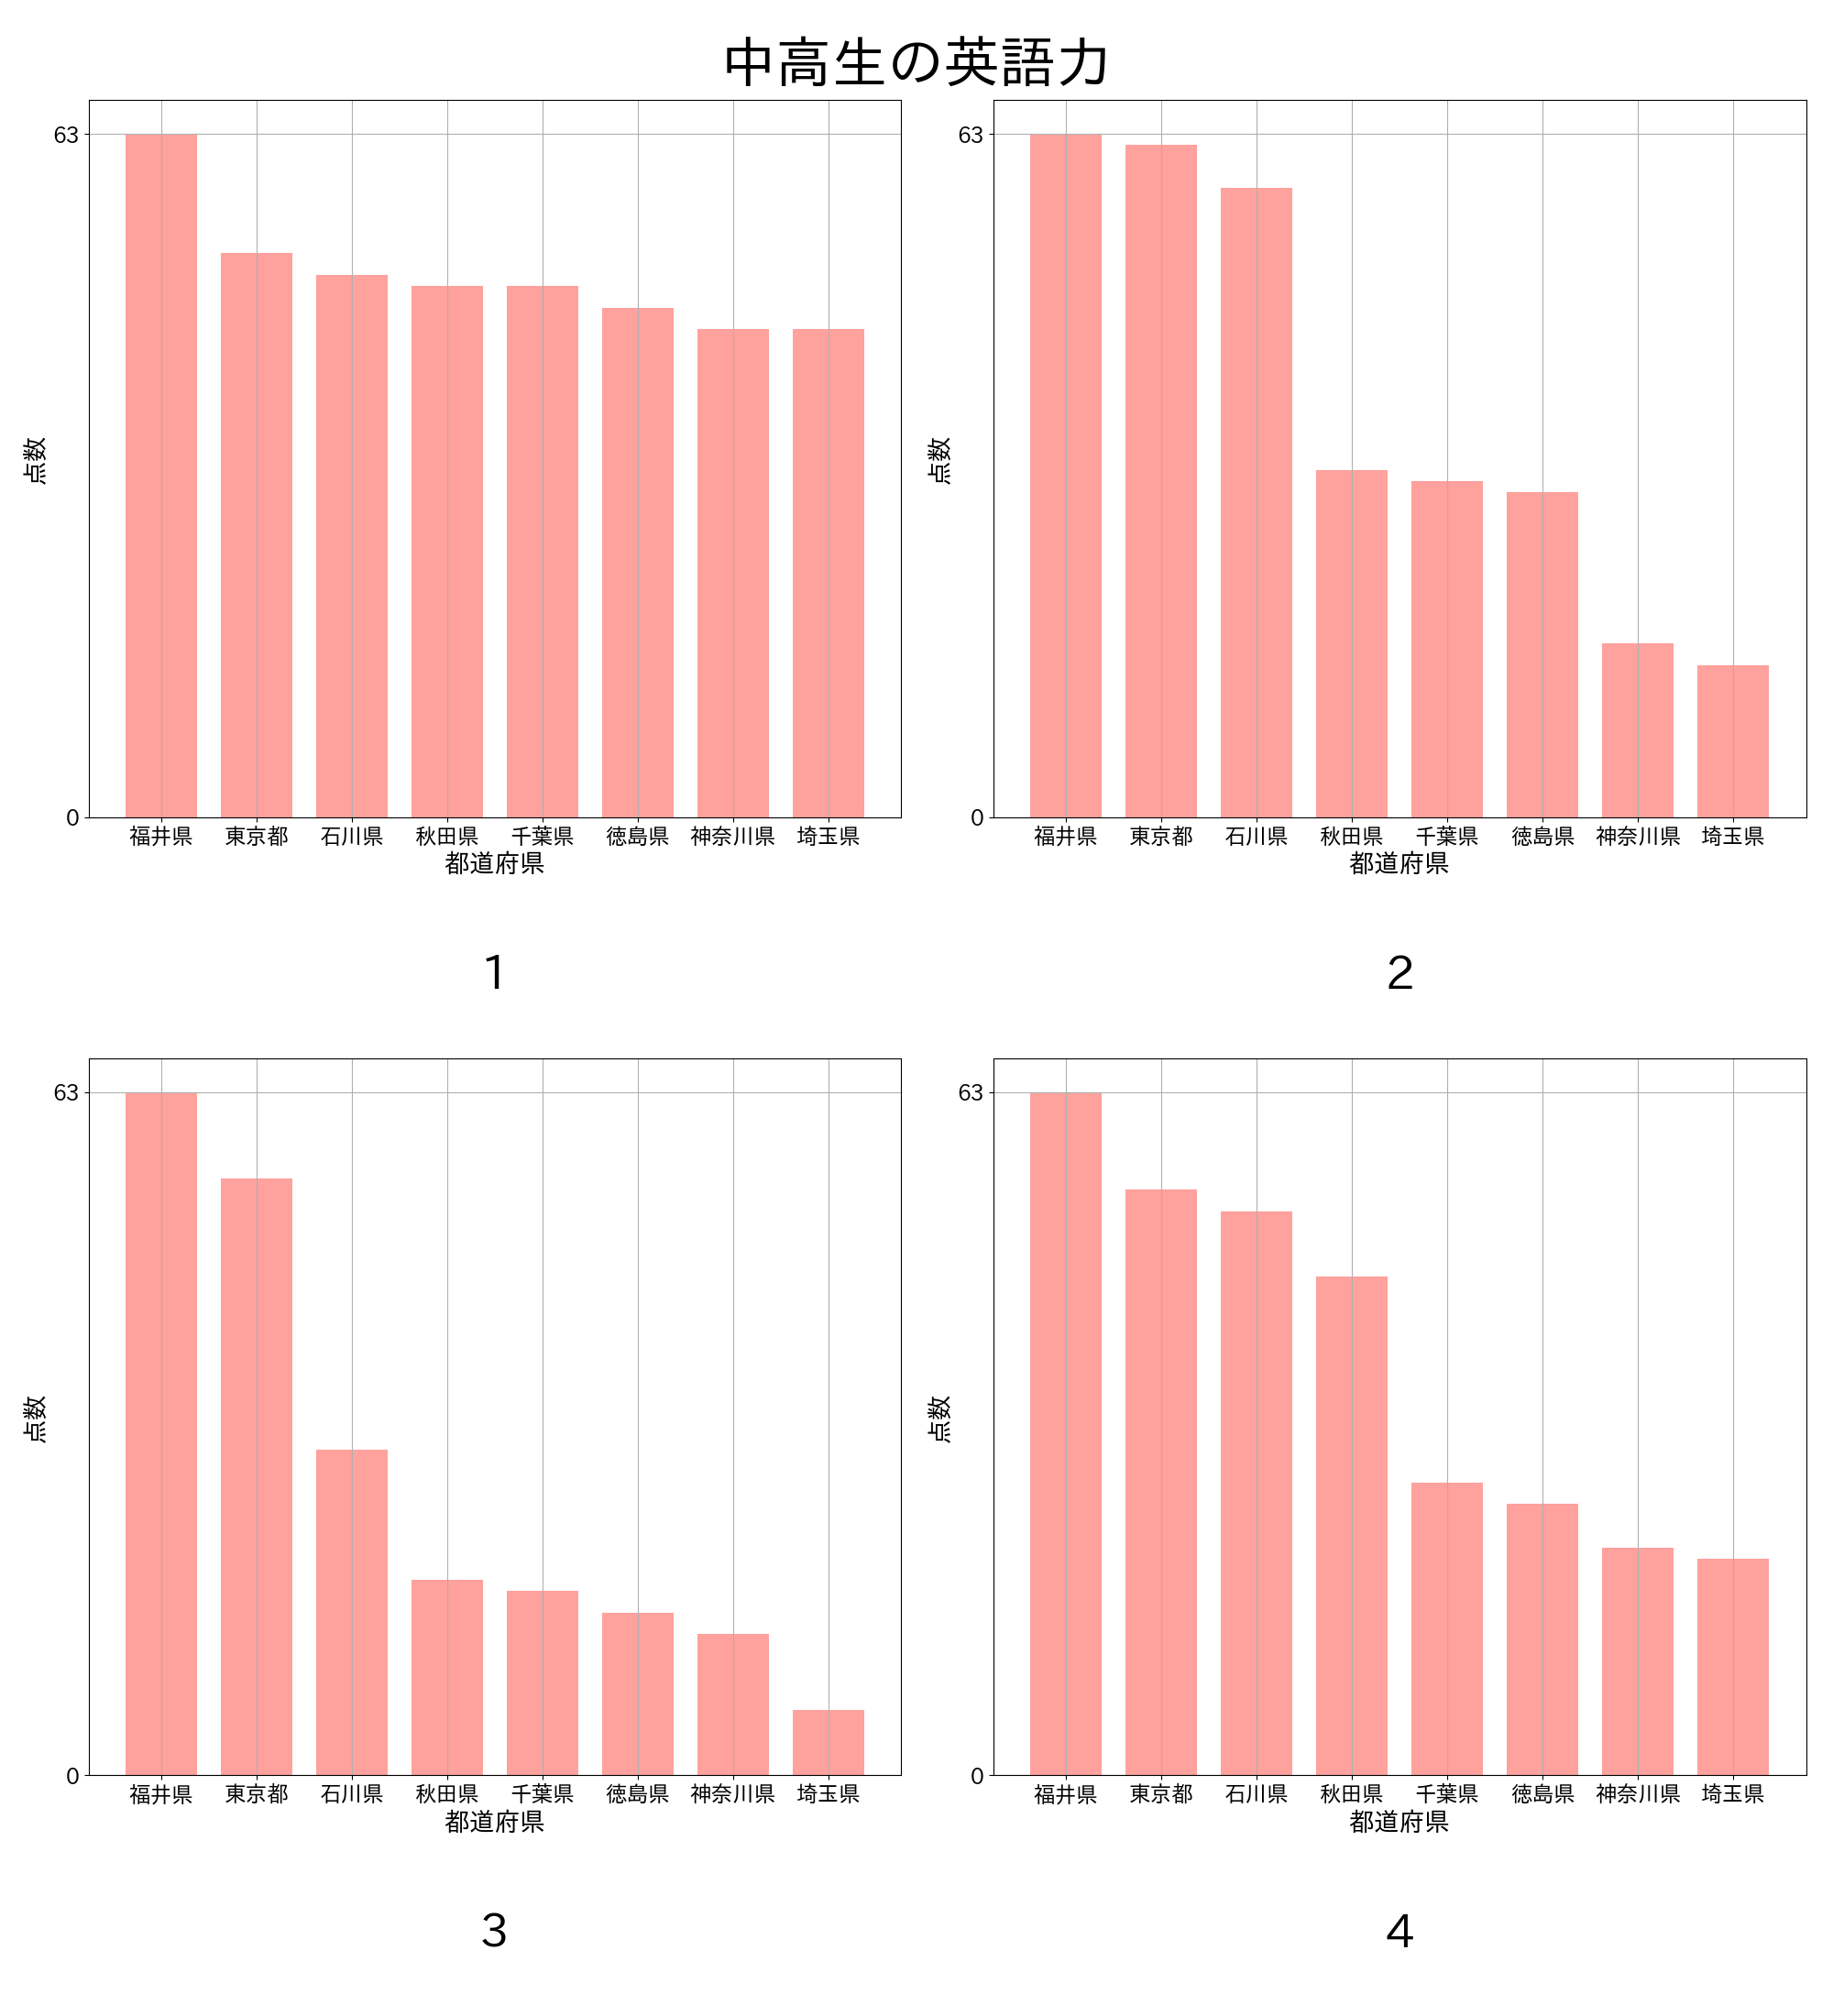 中高生の英語力
63
0
点数
福井県 東京都 石川県 秋田県 千葉県 徳島県 神奈川県 埼玉県
都道府県
1
63
0
点数
福井県 東京都 石川県 秋田県 千葉県 徳島県 神奈川県 埼玉県
都道府県
2
63
0
点数
福井県 東京都 石川県 秋田県 千葉県 徳島県 神奈川県 埼玉県
都道府県
3
63
0
点数
福井県 東京都 石川県 秋田県 千葉県 徳島県 神奈川県 埼玉県
都道府県
4